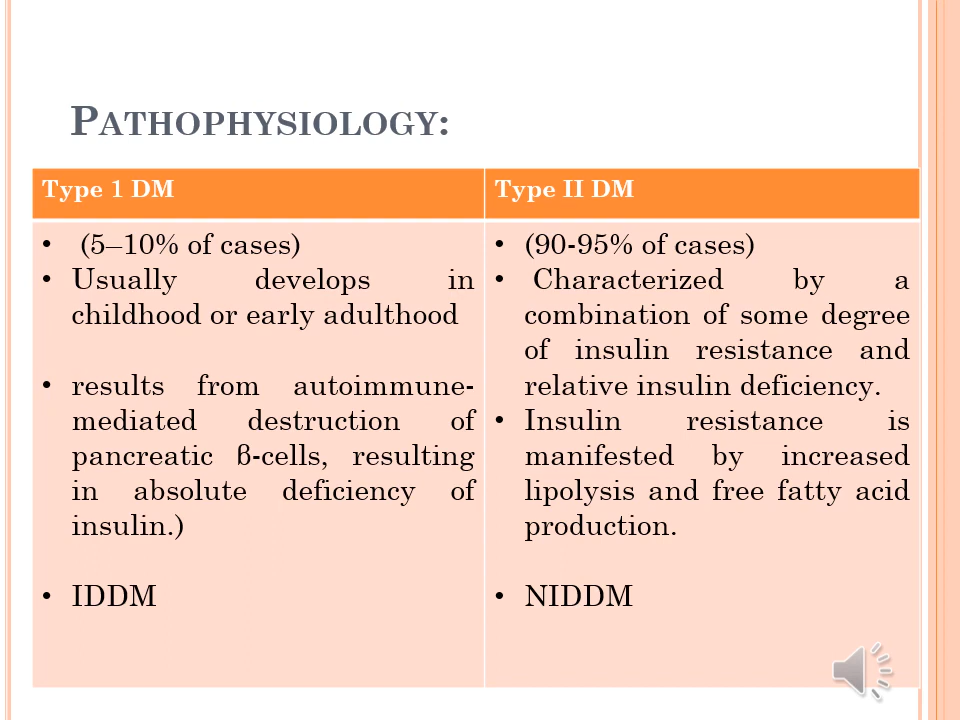 PATHOPHYSIOLOGY:
Type 1 DM
• (5–10% of cases)
• Usually develops in
childhood or early adulthood
• results from autoimmune-
mediated destruction of
pancreatic β-cells, resulting
in absolute deficiency of
insulin.)
• IDDM
Type II DM
• (90-95% of cases)
• Characterized by a
combination of some degree
of insulin resistance and
relative insulin deficiency.
• Insulin resistance is
manifested by increased
lipolysis and free fatty acid
production.
• NIDDM